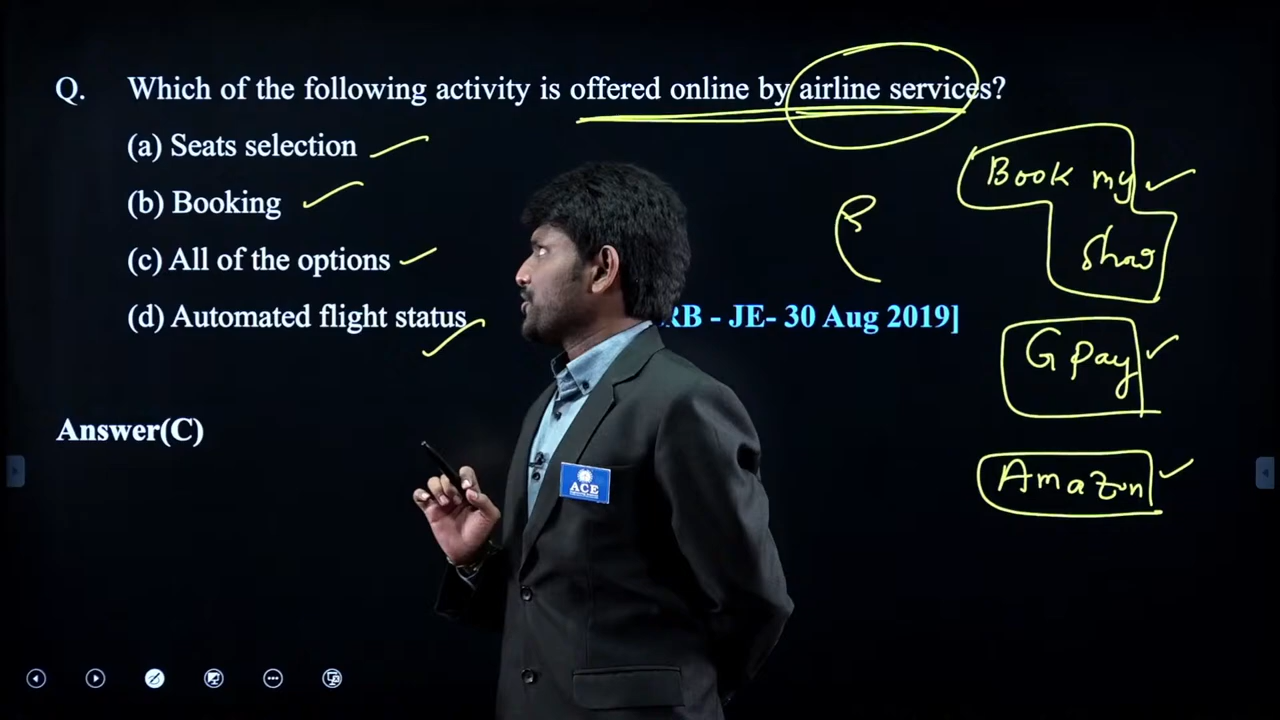 Q. Which of the following activity is offered online by airline services?
(a) Seats selection
(b) Booking
(c) All of the options
(d) Automated flight status
RB - JE- 30 Aug 2019]
Answer(C)
Book my
Show
G pay
Amazon
ACE